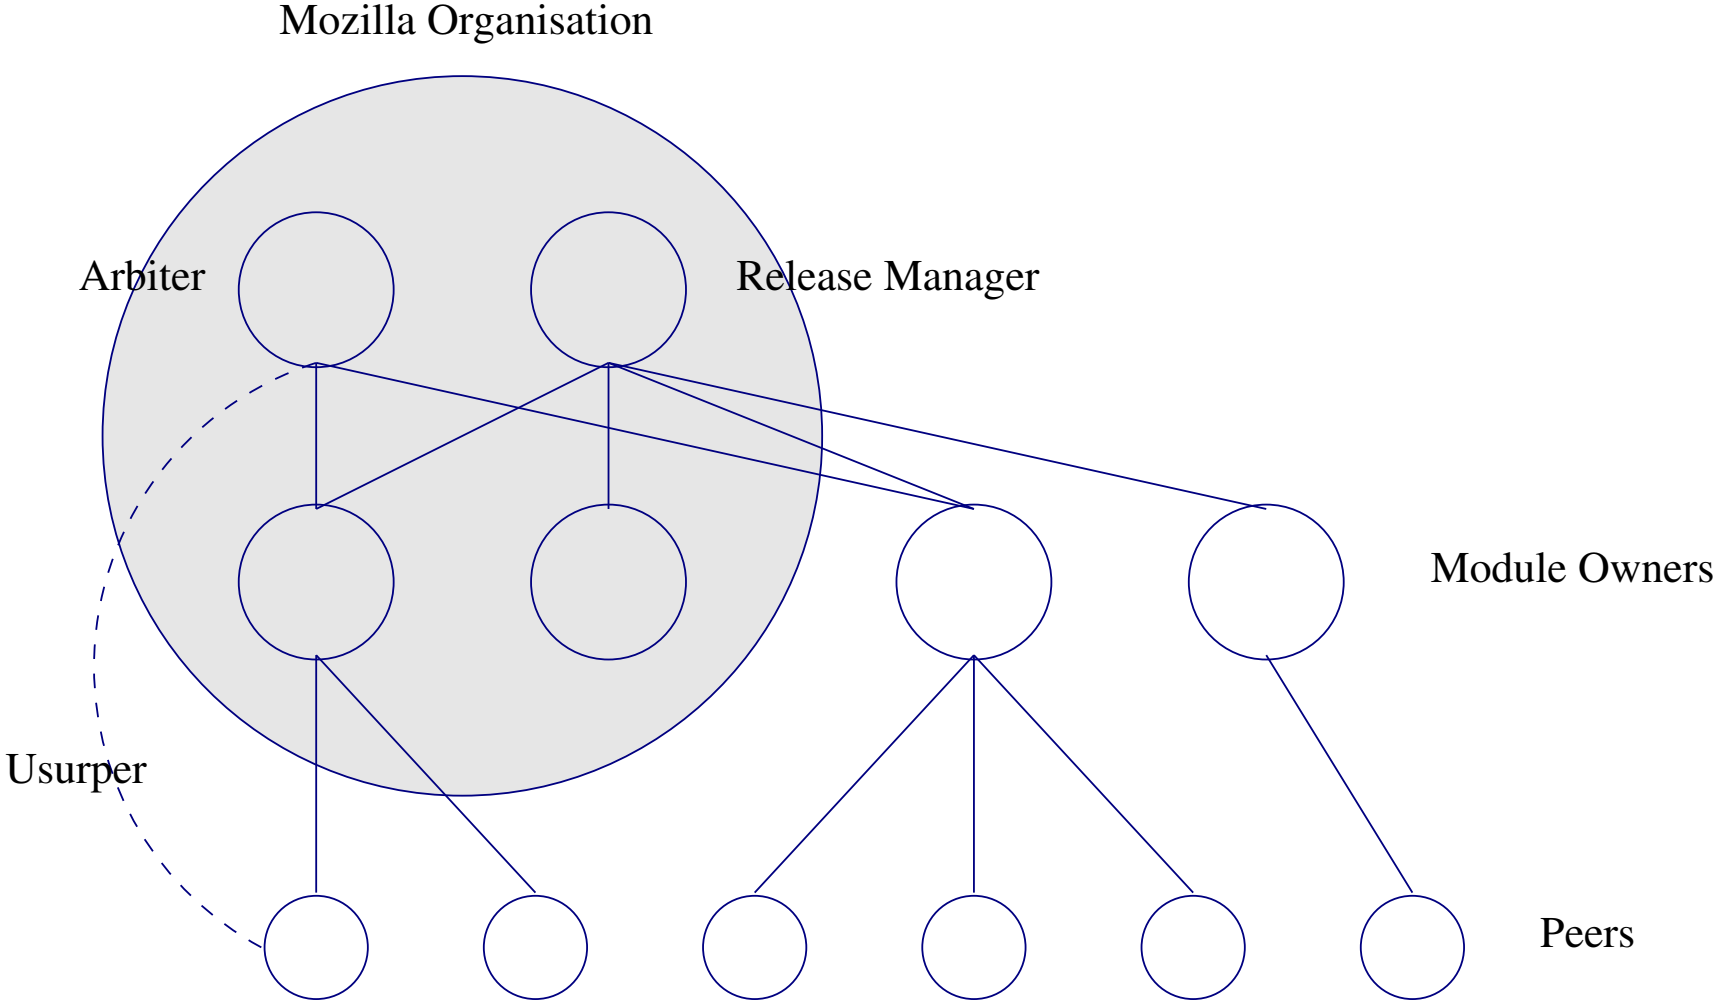 Mozilla Organisation
Arbiter
Release Manager
Module Owners
Usurper
Peers